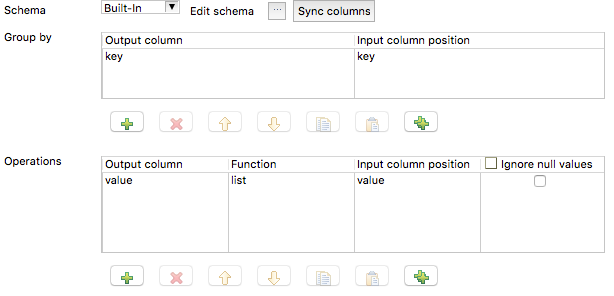 Schema Built-In Edit schema ... Sync columns
Group by Output column Input column position
key key
Operations Output column Function Input column position Ignore null values
value list value